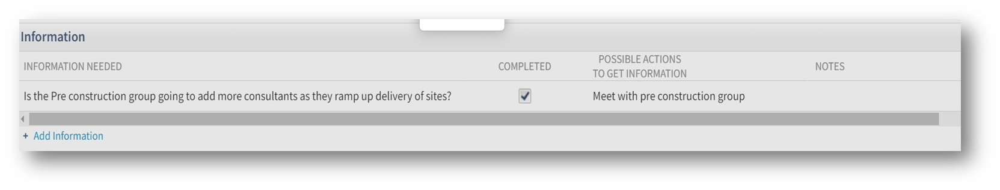 Information
INFORMATION NEEDED
COMPLETED
POSSIBLE ACTIONS
TO GET INFORMATION
NOTES
Is the Pre construction group going to add more consultants as they ramp up delivery of sites?
Meet with pre construction group
+ Add Information